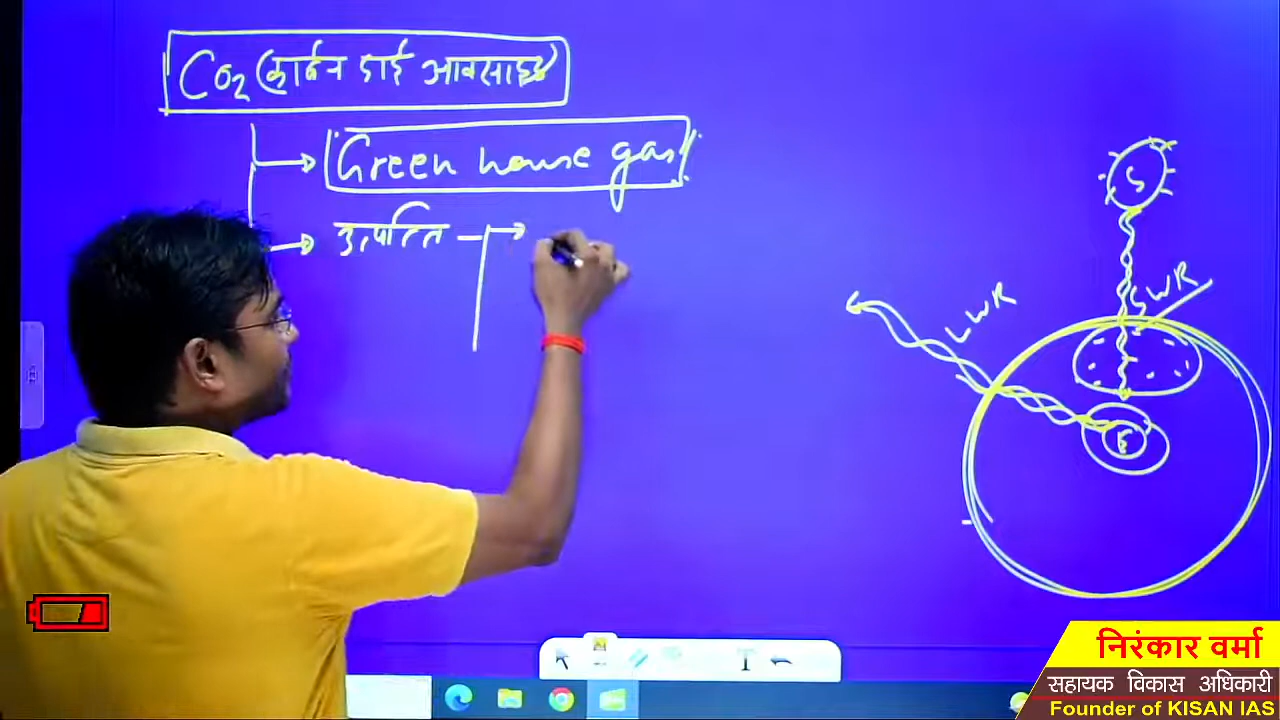 CO2 (कार्बन डाई आक्साइड)
Green house gas
उत्पत्ति
S
SWR
LWR
E
T
निरंकार वर्मा
सहायक विकास अधिकारी
Founder of KISAN IAS